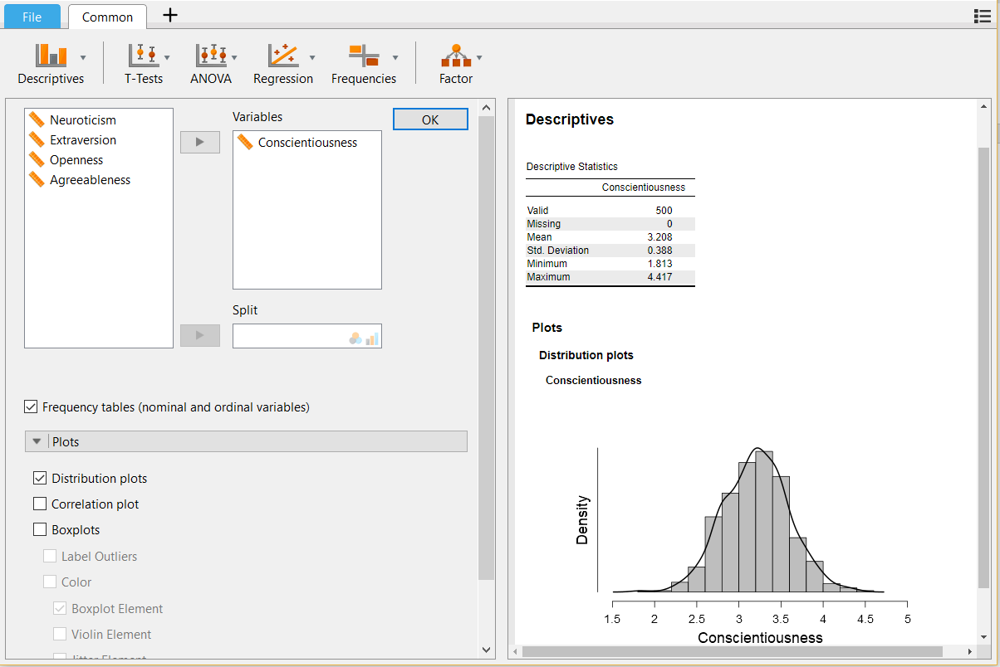 File
Common
Descriptives
T-Tests
ANOVA
Regression
Frequencies
Factor
Neuroticism
Extraversion
Openness
Agreeableness
Variables
Conscientiousness
Split
OK
Frequency tables (nominal and ordinal variables)
Plots
Distribution plots
Correlation plot
Boxplots
Label Outliers
Color
Boxplot Element
Violin Element
Jitter Element
Descriptives
Descriptive Statistics
Conscientiousness
Valid 500
Missing 0
Mean 3.208
Std. Deviation 0.388
Minimum 1.813
Maximum 4.417
Plots
Distribution plots
Conscientiousness
Density
1.5 2 2.5 3 3.5 4 4.5 5
Conscientiousness